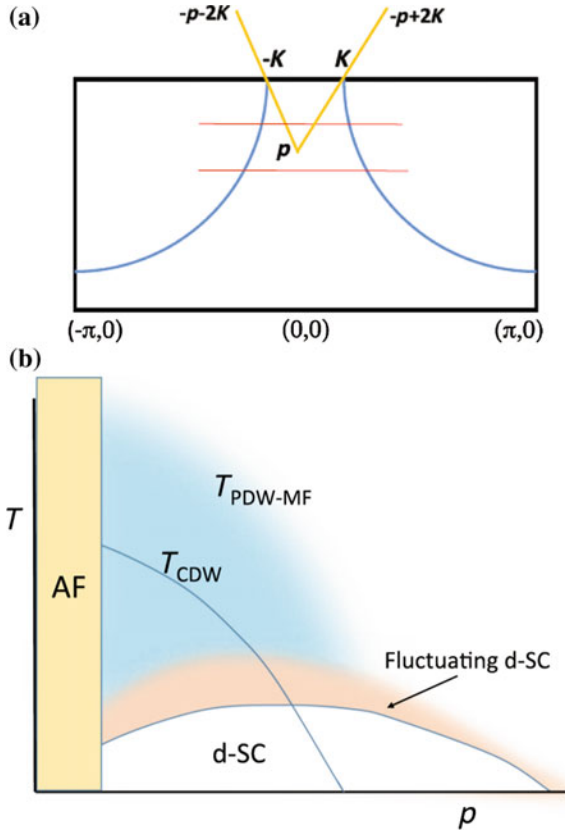 (a)
-p-2K
-p+2K
-K
K
p
(-π,0)
(0,0)
(π,0)
(b)
T
T_PDW-MF
AF
T_CDW
Fluctuating d-SC
d-SC
p